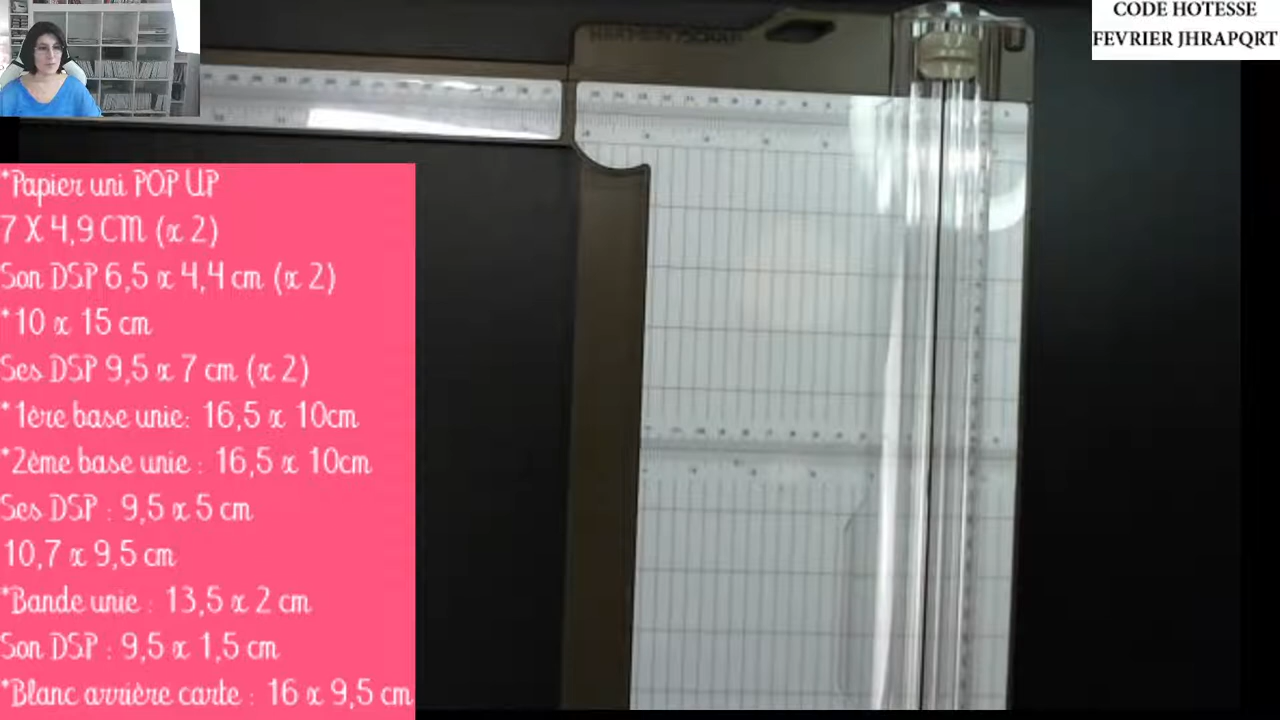 CODE HOTESSE
FEVRIER JHRAPQRT
*Papier uni POP UP
7 X 4,9 CM (x 2)
Son DSP 6,5 x 4,4 cm (x 2)
*10 x 15 cm
Ses DSP 9,5 x 7 cm (x 2)
*1ère base unie: 16,5 x 10cm
*2ème base unie : 16,5 x 10cm
Ses DSP : 9,5 x 5 cm
10,7 x 9,5 cm
*Bande unie : 13,5 x 2 cm
Son DSP : 9,5 x 1,5 cm
*Blanc arrière carte : 16 x 9,5 cm